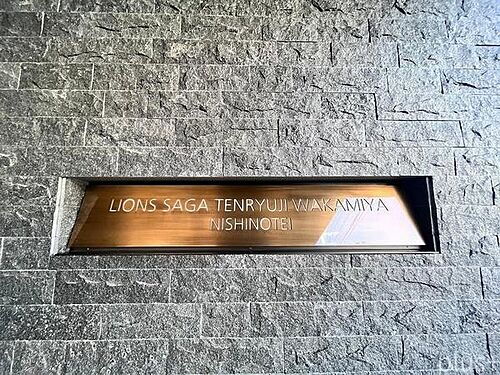 LIONS SAGA TENRYUJI WAKAMIYA
NISHINOTEI